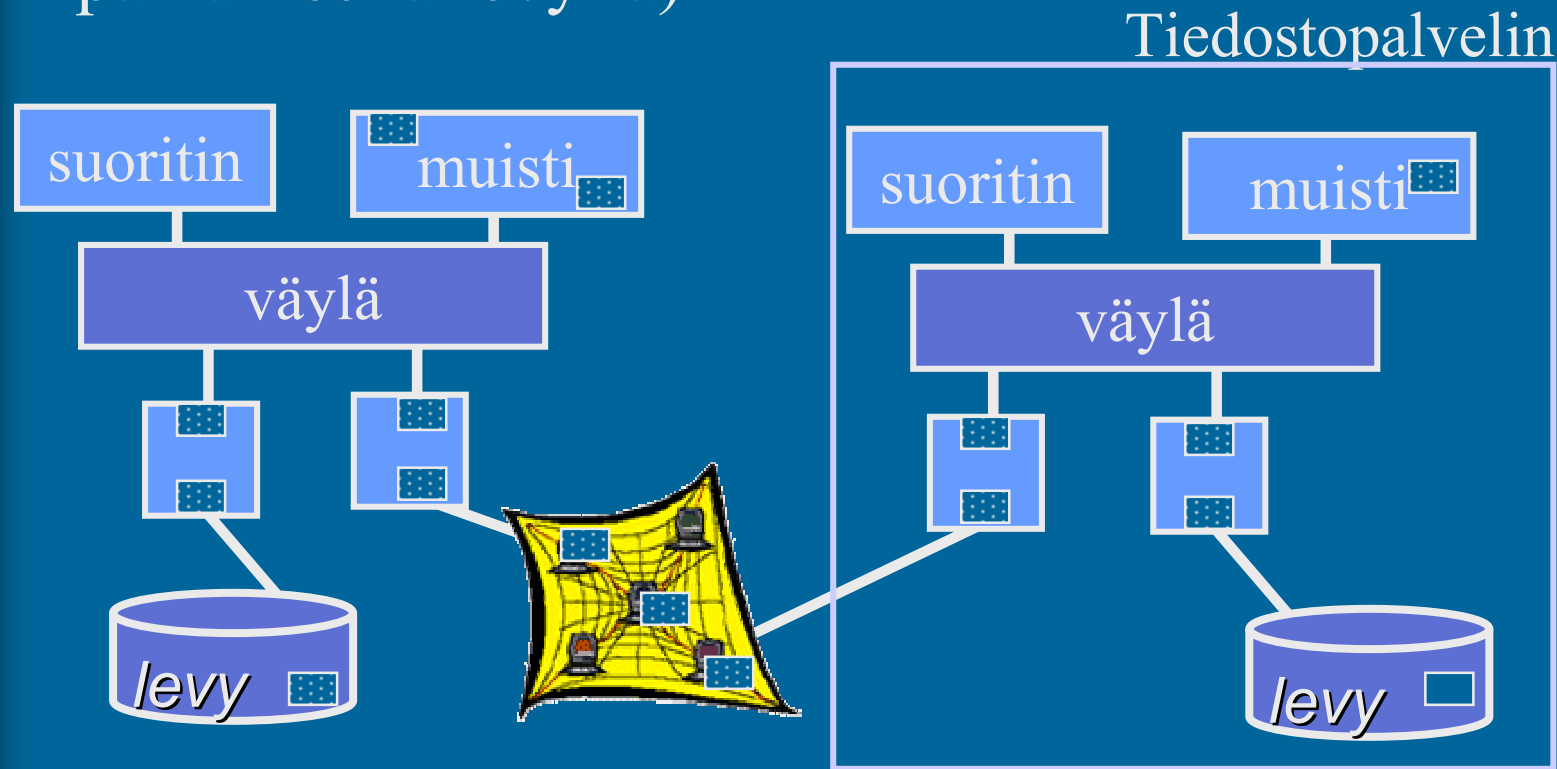 Tiedostopalvelin
suoritin
muisti
väylä
levy
suoritin
muisti
väylä
levy